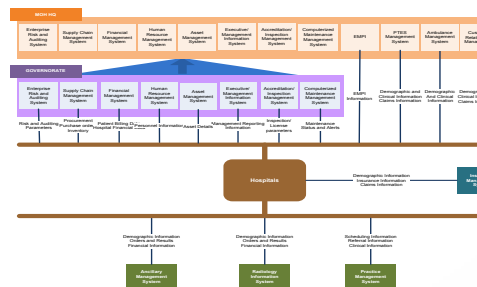 MOH HQ
Enterprise
Risk and
Auditing
System
Supply Chain
Management
System
Financial
Management
System
Human
Resource
Management
System
Asset
Management
System
Executive/
Management
Information
System
Accreditation/
Inspection
Management
System
Computerized
Maintenance
Management
System
EMPI
PTES
Management
System
Ambulance
Management
System
GOVERNORATE
Enterprise
Risk and
Auditing
System
Supply Chain
Management
System
Financial
Management
System
Human
Resource
Management
System
Asset
Management
System
Executive/
Management
Information
System
Accreditation/
Inspection
Management
System
Computerized
Maintenance
Management
System
Risk and Auditing
Parameters
Procurement
Purchase orders
Inventory
Patient Billing
Hospital Financial
Personnel Information
Asset Details
Management Reporting
Information
Inspection/
License
parameters
Maintenance
Status and Alerts
EMPI
Information
Demographic and
Clinical Information
Claims Information
Demographic
And Clinical
Information
Hospitals
Demographic Information
Insurance Information
Claims Information
Demographic Information
Orders and Results
Financial Information
Demographic Information
Orders and Results
Financial Information
Scheduling Information
Referral Information
Clinical Information
Ancillary
Management
System
Radiology
Information
System
Practice
Management
System